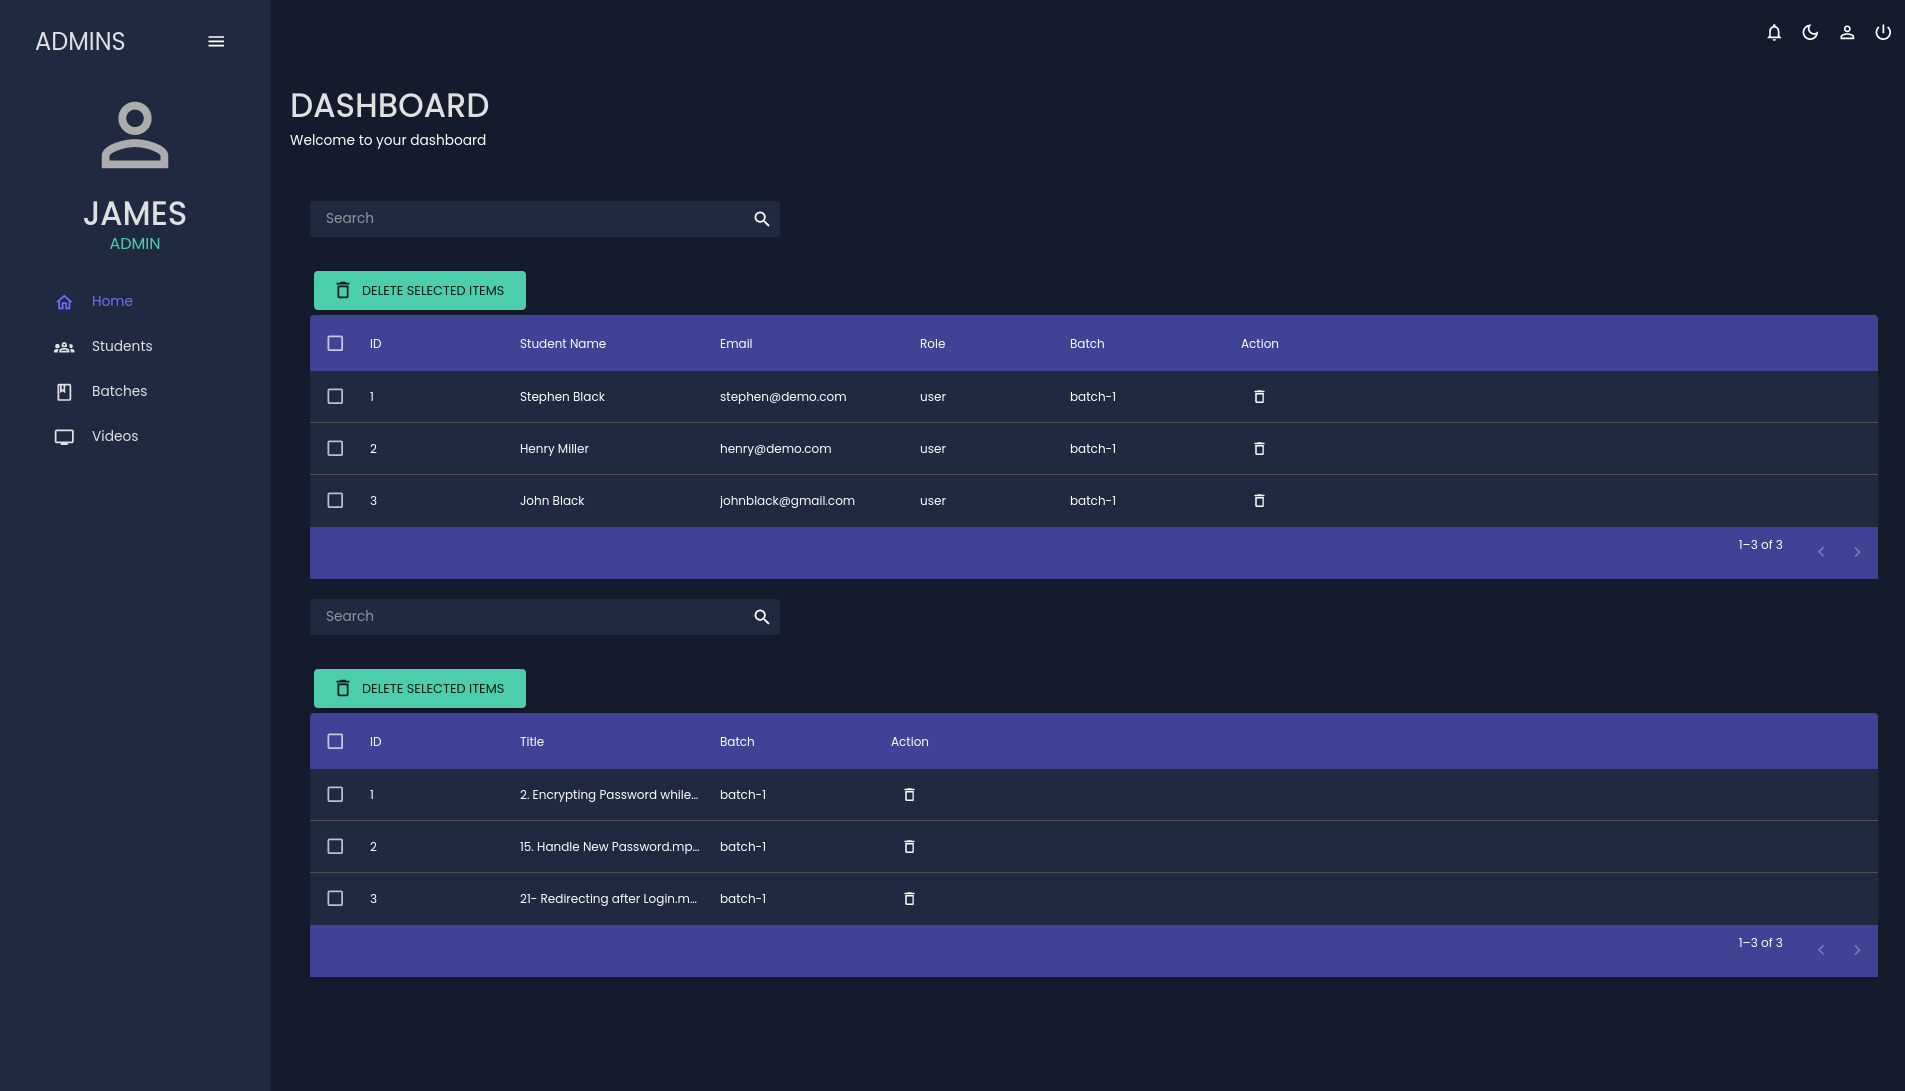 ADMINS
JAMES
ADMIN
Home
Students
Batches
Videos
DASHBOARD
Welcome to your dashboard
Search
DELETE SELECTED ITEMS
ID Student Name Email Role Batch Action
1 Stephen Black stephen@demo.com user batch-1
2 Henry Miller henry@demo.com user batch-1
3 John Black johnblack@gmail.com user batch-1
1–3 of 3
Search
DELETE SELECTED ITEMS
ID Title Batch Action
1 2. Encrypting Password while... batch-1
2 15. Handle New Password.mp... batch-1
3 21- Redirecting after Login.m... batch-1
1–3 of 3